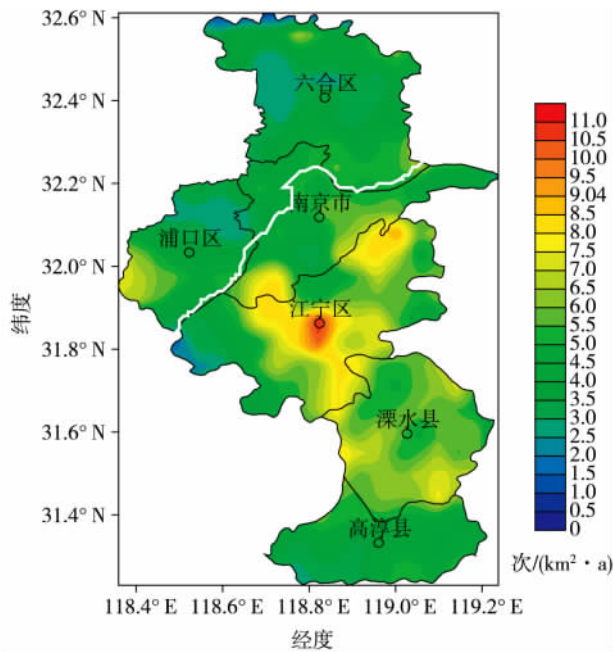 32.6° N
32.4° N
32.2° N
32.0° N
31.8° N
31.6° N
31.4° N
纬度
六合区
南京市
浦口区
江宁区
溧水县
高淳县
118.4° E
118.6° E
118.8° E
119.0° E
119.2° E
经度
11.0
10.5
10.0
9.5
9.04
8.5
8.0
7.5
7.0
6.5
6.0
5.5
5.0
4.5
4.0
3.5
3.0
2.5
2.0
1.5
1.0
0.5
0
次/(km²·a)